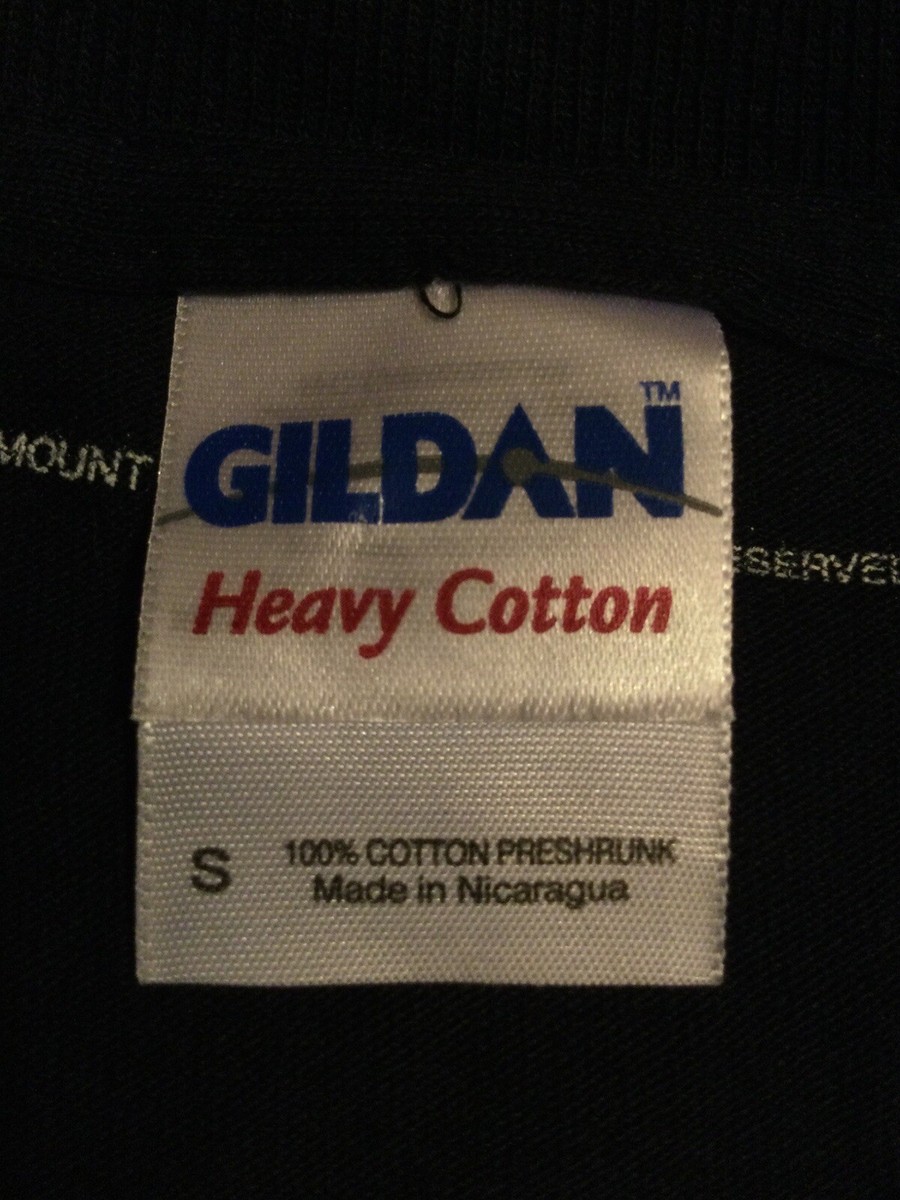 GILDAN™
Heavy Cotton
S 100% COTTON PRESHRUNK
Made in Nicaragua
MOUNT
ESERVE